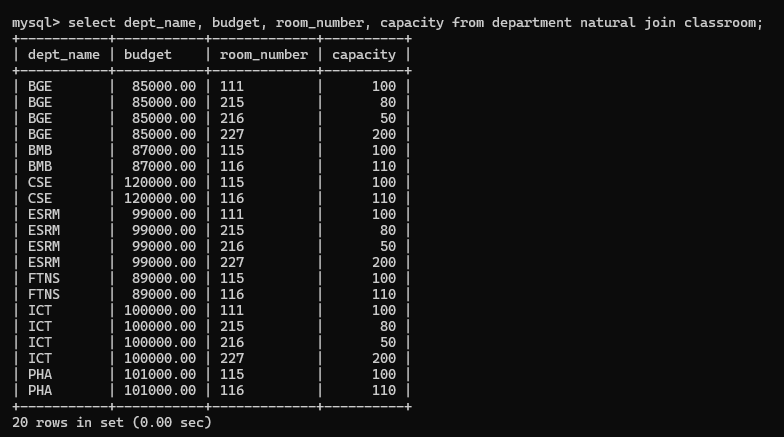 mysql> select dept_name, budget, room_number, capacity from department natural join classroom;
+-----------+-----------+-------------+----------+
| dept_name | budget    | room_number | capacity |
+-----------+-----------+-------------+----------+
| BGE       |  85000.00 | 111         |      100 |
| BGE       |  85000.00 | 215         |       80 |
| BGE       |  85000.00 | 216         |       50 |
| BGE       |  85000.00 | 227         |      200 |
| BMB       |  87000.00 | 115         |      100 |
| BMB       |  87000.00 | 116         |      110 |
| CSE       | 120000.00 | 115         |      100 |
| CSE       | 120000.00 | 116         |      110 |
| ESRM      |  99000.00 | 111         |      100 |
| ESRM      |  99000.00 | 215         |       80 |
| ESRM      |  99000.00 | 216         |       50 |
| ESRM      |  99000.00 | 227         |      200 |
| FTNS      |  89000.00 | 115         |      100 |
| FTNS      |  89000.00 | 116         |      110 |
| ICT       | 100000.00 | 111         |      100 |
| ICT       | 100000.00 | 215         |       80 |
| ICT       | 100000.00 | 216         |       50 |
| ICT       | 100000.00 | 227         |      200 |
| PHA       | 101000.00 | 115         |      100 |
| PHA       | 101000.00 | 116         |      110 |
+-----------+-----------+-------------+----------+
20 rows in set (0.00 sec)